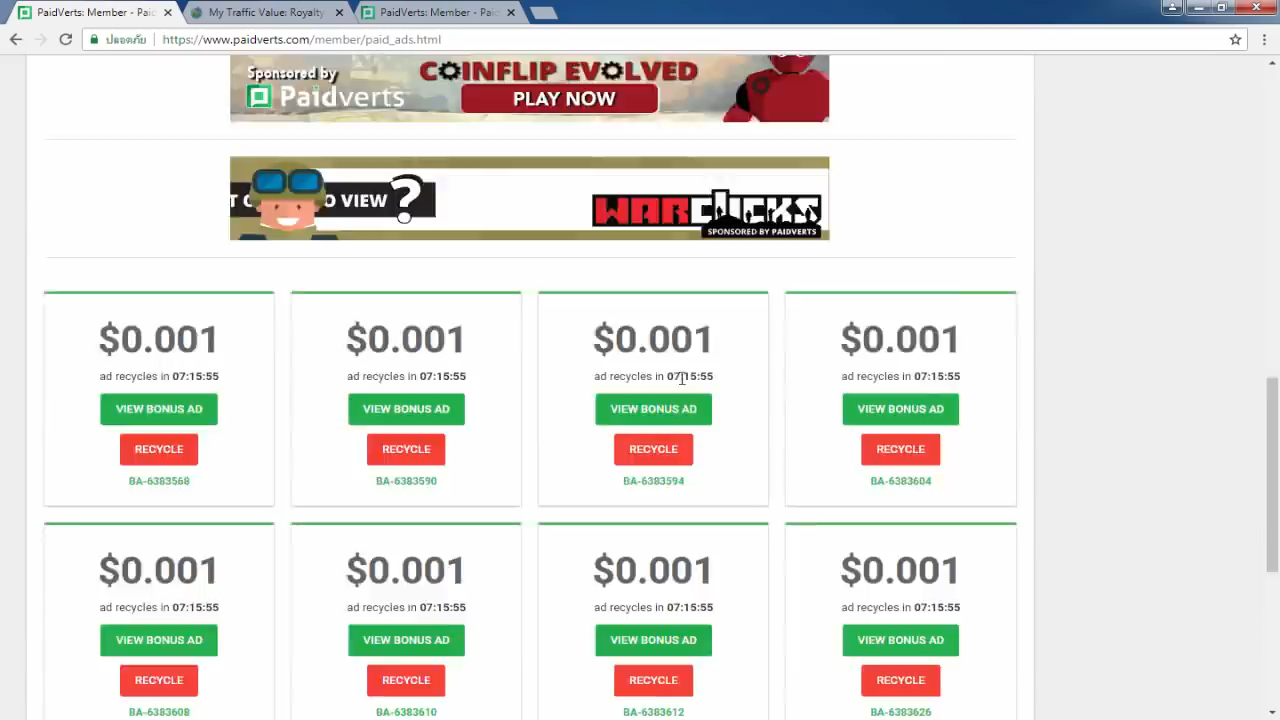 PaidVerts: Member - Paid
My Traffic Value: Royalty
PaidVerts: Member - Paid
ปลอดภัย
https://www.paidverts.com/member/paid_ads.html
Sponsored by
Paidverts
COINFLIP EVOLVED
PLAY NOW
O VIEW ?
WARCLICKS
SPONSORED BY PAIDVERTS
$0.001 $0.001 $0.001 $0.001
ad recycles in 07:15:55 ad recycles in 07:15:55 ad recycles in 07:15:55 ad recycles in 07:15:55
VIEW BONUS AD VIEW BONUS AD VIEW BONUS AD VIEW BONUS AD
RECYCLE RECYCLE RECYCLE RECYCLE
BA-6383568 BA-6383590 BA-6383594 BA-6383604
$0.001 $0.001 $0.001 $0.001
ad recycles in 07:15:55 ad recycles in 07:15:55 ad recycles in 07:15:55 ad recycles in 07:15:55
VIEW BONUS AD VIEW BONUS AD VIEW BONUS AD VIEW BONUS AD
RECYCLE RECYCLE RECYCLE RECYCLE
BA-6383608 BA-6383610 BA-6383612 BA-6383626